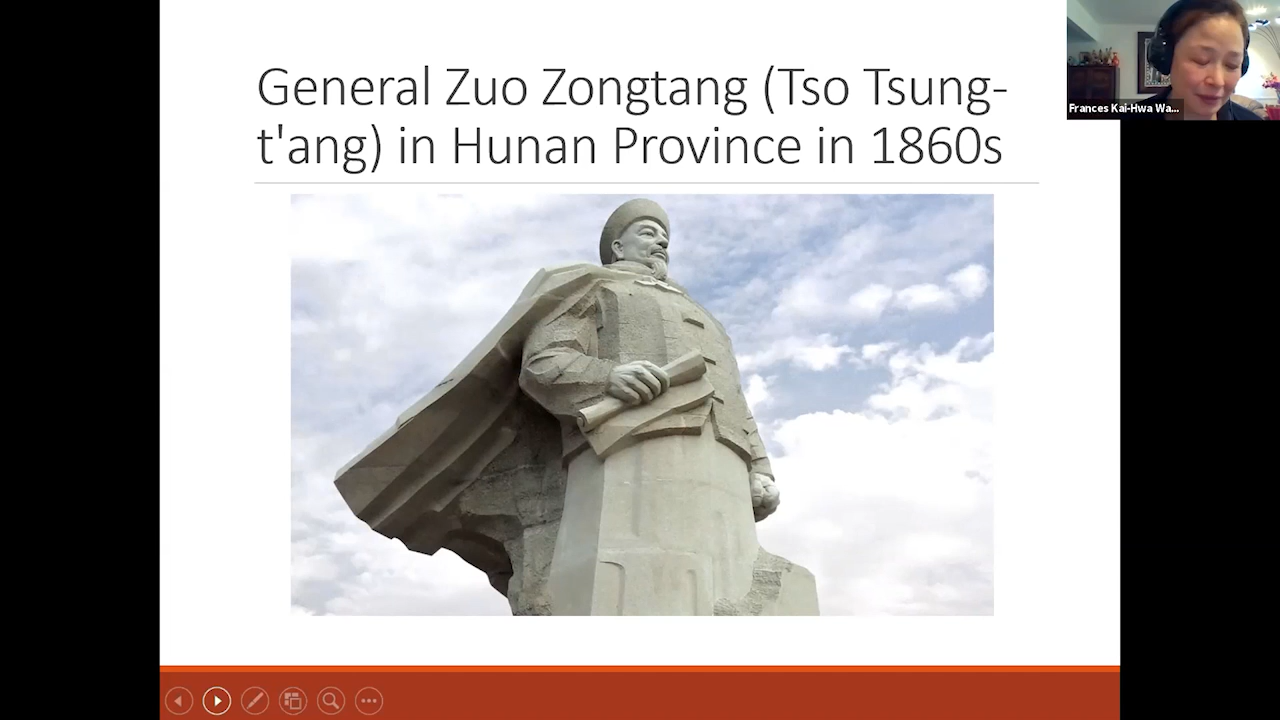 General Zuo Zongtang (Tso Tsung-
t'ang) in Hunan Province in 1860s
Frances Kai-Hwa Wa...